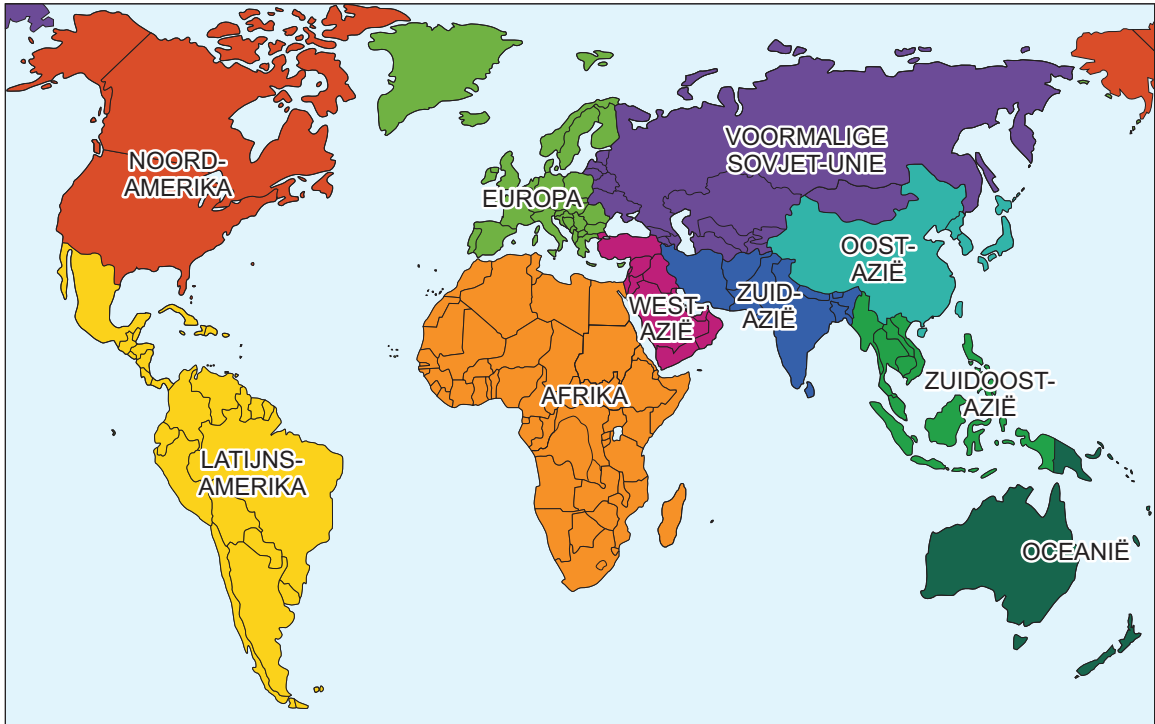 NOORD-
AMERIKA
VOORMALIGE
SOVJET-UNIE
EUROPA
OOST-
AZIË
WEST-
AZIË
ZUID-
AZIË
AFRIKA
ZUIDOOST-
AZIË
LATIJNS-
AMERIKA
OCEANIË